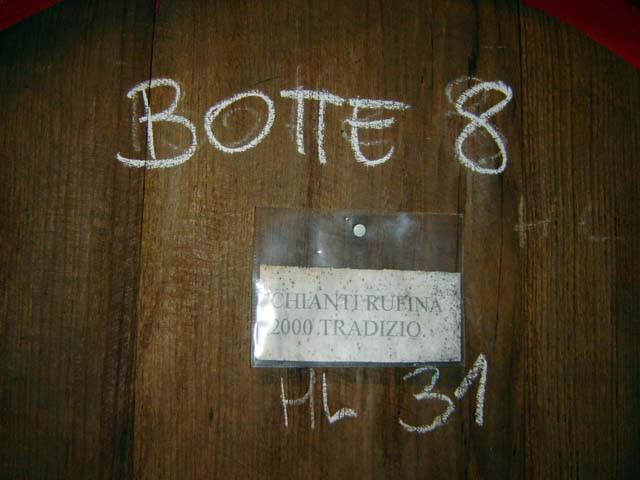 BOTTE 8
CHIANTI RUFINA
2000 TRADIZIO.
HL 31